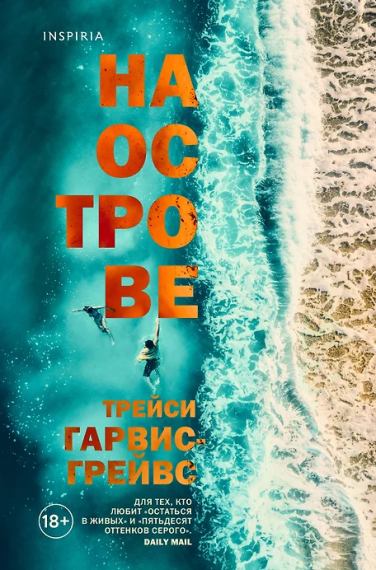 INSPIRIA
НА
ОС
ТРО
ВЕ
ТРЕЙСИ
ГАРВИС-
ГРЕЙВС
18+
ДЛЯ ТЕХ, КТО
ЛЮБИТ «ОСТАТЬСЯ
В ЖИВЫХ» И «ПЯТЬДЕСЯТ
ОТТЕНКОВ СЕРОГО».
DAILY MAIL